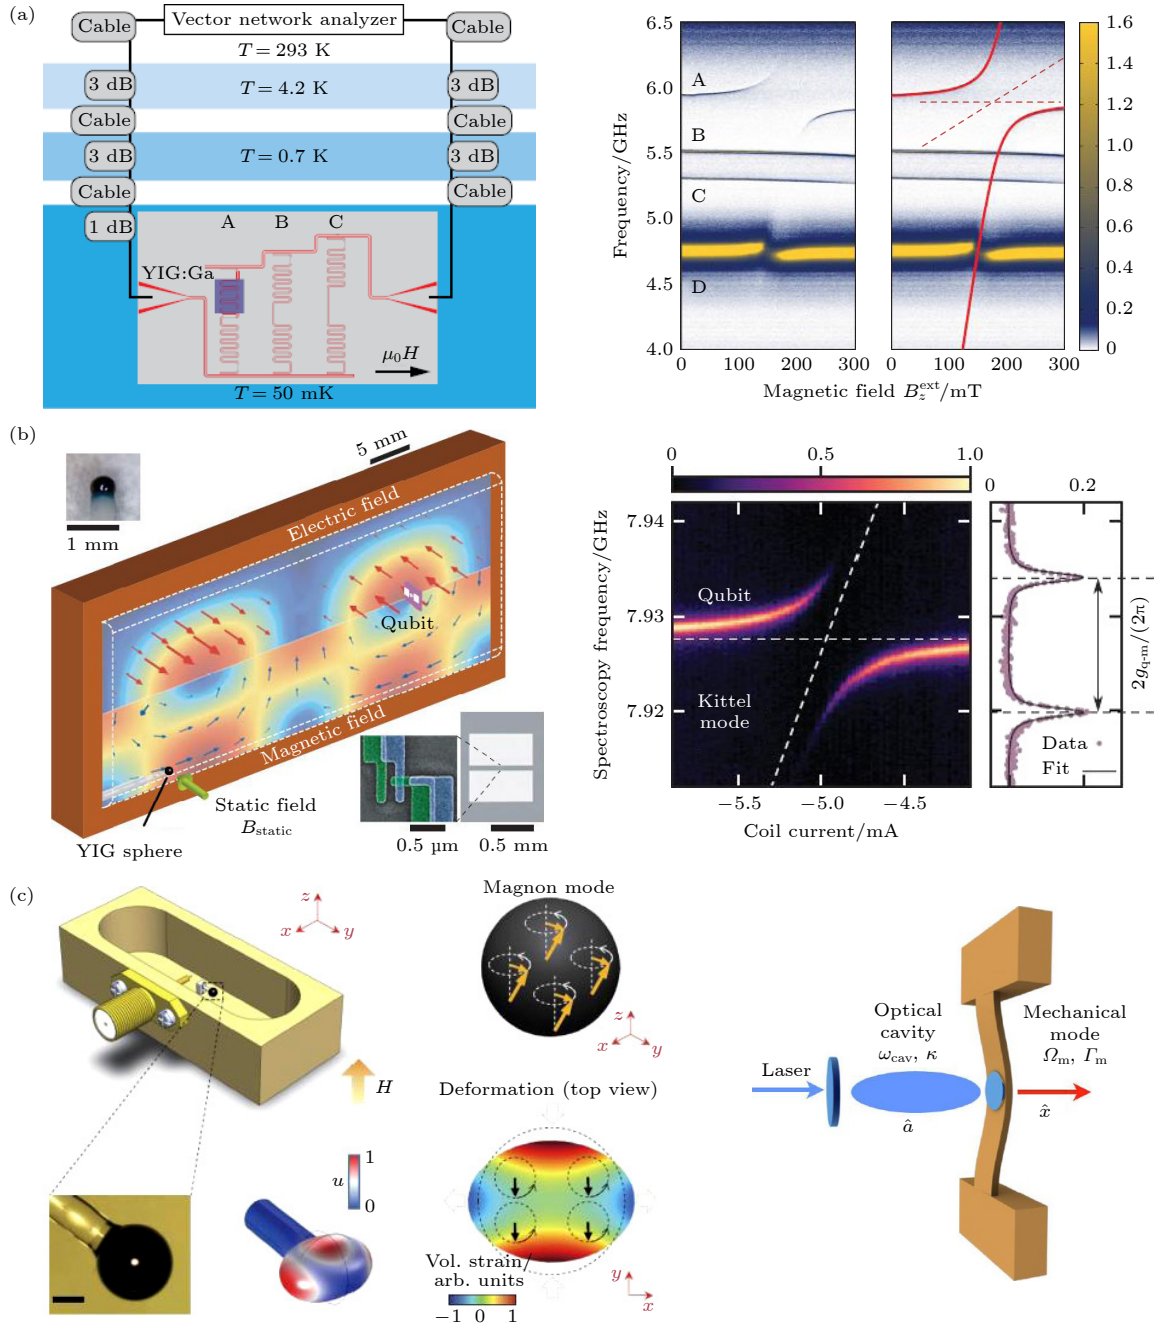 (a)
Vector network analyzer
Cable
Cable
T = 293 K
3 dB
T = 4.2 K
3 dB
Cable
Cable
3 dB
T = 0.7 K
3 dB
Cable
Cable
1 dB
A
B
C
YIG:Ga
μ₀H
T = 50 mK
Frequency/GHz
6.5
6.0
5.5
5.0
4.5
4.0
A
B
C
D
0
100
200
300
0
100
200
300
Magnetic field B_z^ext/mT
1.6
1.4
1.2
1.0
0.8
0.6
0.4
0.2
0
(b)
1 mm
5 mm
Electric field
Qubit
Magnetic field
Static field
B_static
YIG sphere
0.5 μm
0.5 mm
0
0.5
1.0
Spectroscopy frequency/GHz
7.94
7.93
7.92
Qubit
Kittel
mode
−5.5
−5.0
−4.5
Coil current/mA
0
0.2
2g_q-m/(2π)
Data
Fit
(c)
z
x
y
H
u
1
0
Magnon mode
z
x
y
Deformation (top view)
Vol. strain/
arb. units
−1
0
1
y
x
Optical
cavity
ω_cav, κ
Mechanical
mode
Ω_m, Γ_m
Laser
â
x̂